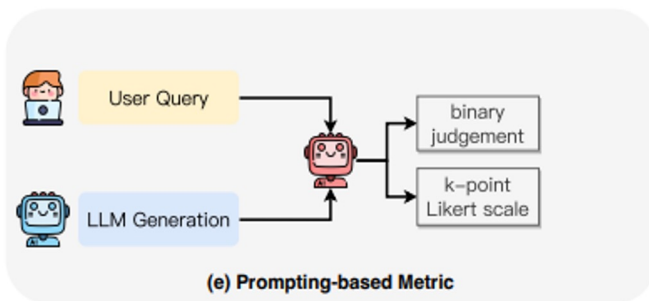 User Query
binary
judgement
LLM Generation
k-point
Likert scale
(e) Prompting-based Metric